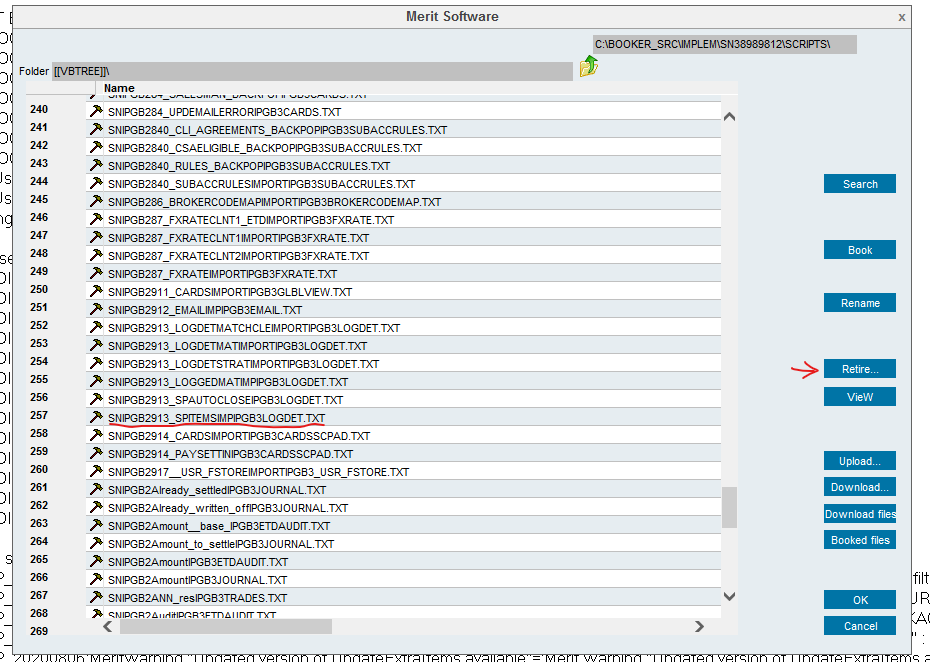 Merit Software
x
C:\BOOKER_SRC\IMPLEM\SN38989812\SCRIPTS\
Folder [[VBTREE]]\
Name
240 SNIPGB284_UPDEMAILERRORIPGB3CARDS.TXT
241 SNIPGB2840_CLI_AGREEMENTS_BACKPOPIPGB3SUBACCRULES.TXT
242 SNIPGB2840_CSAELIGIBLE_BACKPOPIPGB3SUBACCRULES.TXT
243 SNIPGB2840_RULES_BACKPOPIPGB3SUBACCRULES.TXT
244 SNIPGB2840_SUBACCRULESIMPORTIPGB3SUBACCRULES.TXT
245 SNIPGB286_BROKERCODEMAPIMPORTIPGB3BROKERCODEMAP.TXT
246 SNIPGB287_FXRATECLNT1_ETDIMPORTIPGB3FXRATE.TXT
247 SNIPGB287_FXRATECLNT1IMPORTIPGB3FXRATE.TXT
248 SNIPGB287_FXRATECLNT2IMPORTIPGB3FXRATE.TXT
249 SNIPGB287_FXRATEIMPORTIPGB3FXRATE.TXT
250 SNIPGB2911_CARDSIMPORTIPGB3GLBLVIEW.TXT
251 SNIPGB2912_EMAILIMPIPGB3EMAIL.TXT
252 SNIPGB2913_LOGDETMATCHCLEIMPORTIPGB3LOGDET.TXT
253 SNIPGB2913_LOGDETMATIMPORTIPGB3LOGDET.TXT
254 SNIPGB2913_LOGDETSTRATIMPORTIPGB3LOGDET.TXT
255 SNIPGB2913_LOGGEDMATIMPIPGB3LOGDET.TXT
256 SNIPGB2913_SPAUTOCLOSEIPGB3LOGDET.TXT
257 SNIPGB2913_SPITEMSIMPIPGB3LOGDET.TXT
258 SNIPGB2914_CARDSIMPORTIPGB3CARDSSCPAD.TXT
259 SNIPGB2914_PAYSETTINIPGB3CARDSSCPAD.TXT
260 SNIPGB2917__USR_FSTOREIMPORTIPGB3_USR_FSTORE.TXT
261 SNIPGB2Already_settledIPGB3JOURNAL.TXT
262 SNIPGB2Already_written_offIPGB3JOURNAL.TXT
263 SNIPGB2Amount__base_IPGB3ETDAUDIT.TXT
264 SNIPGB2Amount_to_settleIPGB3JOURNAL.TXT
265 SNIPGB2AmountIPGB3ETDAUDIT.TXT
266 SNIPGB2AmountIPGB3JOURNAL.TXT
267 SNIPGB2ANN_resIPGB3TRADES.TXT
268 SNIPGB2AuditIPGB3ETDAUDIT.TXT
269
Search
Book
Rename
Retire...
VieW
Upload...
Download...
Download files
Booked files
OK
Cancel
20200806 MeritWarning "Updated version of UpdateExtraItems available"= Merit Warning "Updated version of UpdateExtraItems available